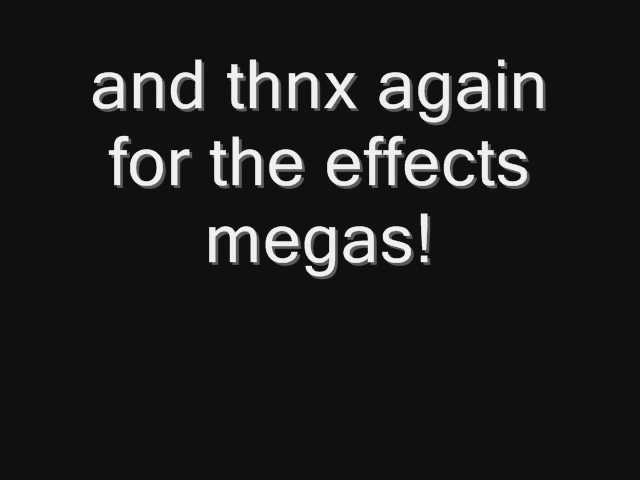 and thnx again
for the effects
megas!